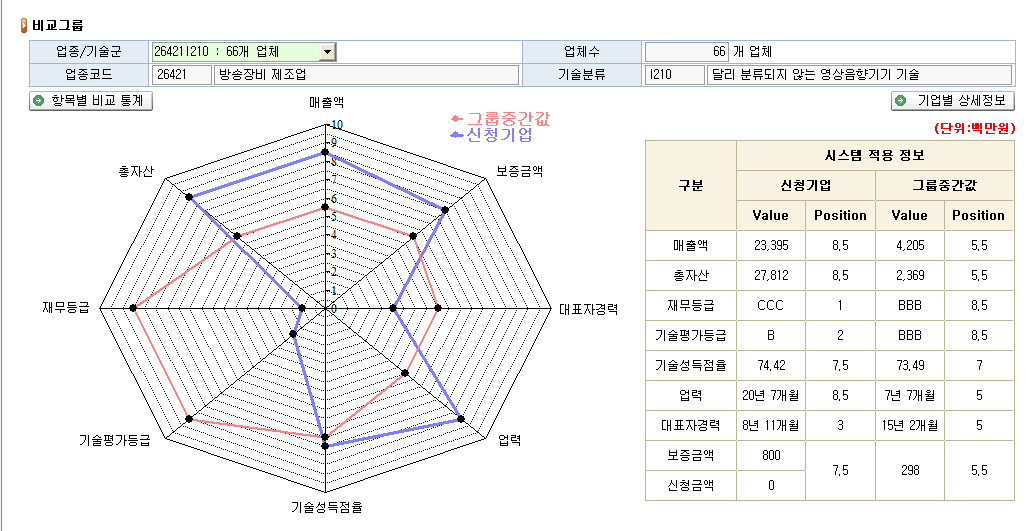 비교그룹
업종/기술군 26421I210 : 66개 업체 업체수 66 개 업체
업종코드 26421 방송장비 제조업 기술분류 I210 달리 분류되지 않는 영상음향기기 기술
항목별 비교 통계 기업별 상세정보
매출액
그룹중간값
신청기업
10
9
8
7
6
5
4
3
2
1
0
총자산
보증금액
재무등급
대표자경력
기술평가등급
업력
기술성득점율
(단위:백만원)
구분 시스템 적용 정보
신청기업 그룹중간값
Value Position Value Position
매출액 23,395 8.5 4,205 5.5
총자산 27,812 8.5 2,369 5.5
재무등급 CCC 1 BBB 8.5
기술평가등급 B 2 BBB 8.5
기술성득점율 74.42 7.5 73.49 7
업력 20년 7개월 8.5 7년 7개월 5
대표자경력 8년 11개월 3 15년 2개월 5
보증금액 800 7.5 298 5.5
신청금액 0